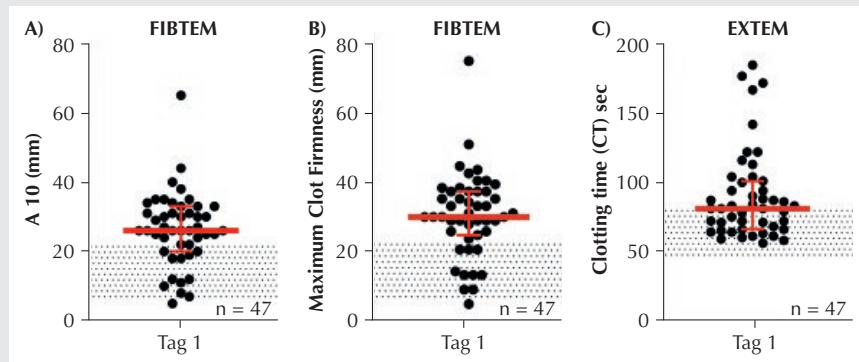 A) FIBTEM
A 10 (mm)
80
60
40
20
0
n = 47
Tag 1
B) FIBTEM
Maximum Clot Firmness (mm)
80
60
40
20
0
n = 47
Tag 1
C) EXTEM
Clotting time (CT) sec
200
150
100
50
0
n = 47
Tag 1